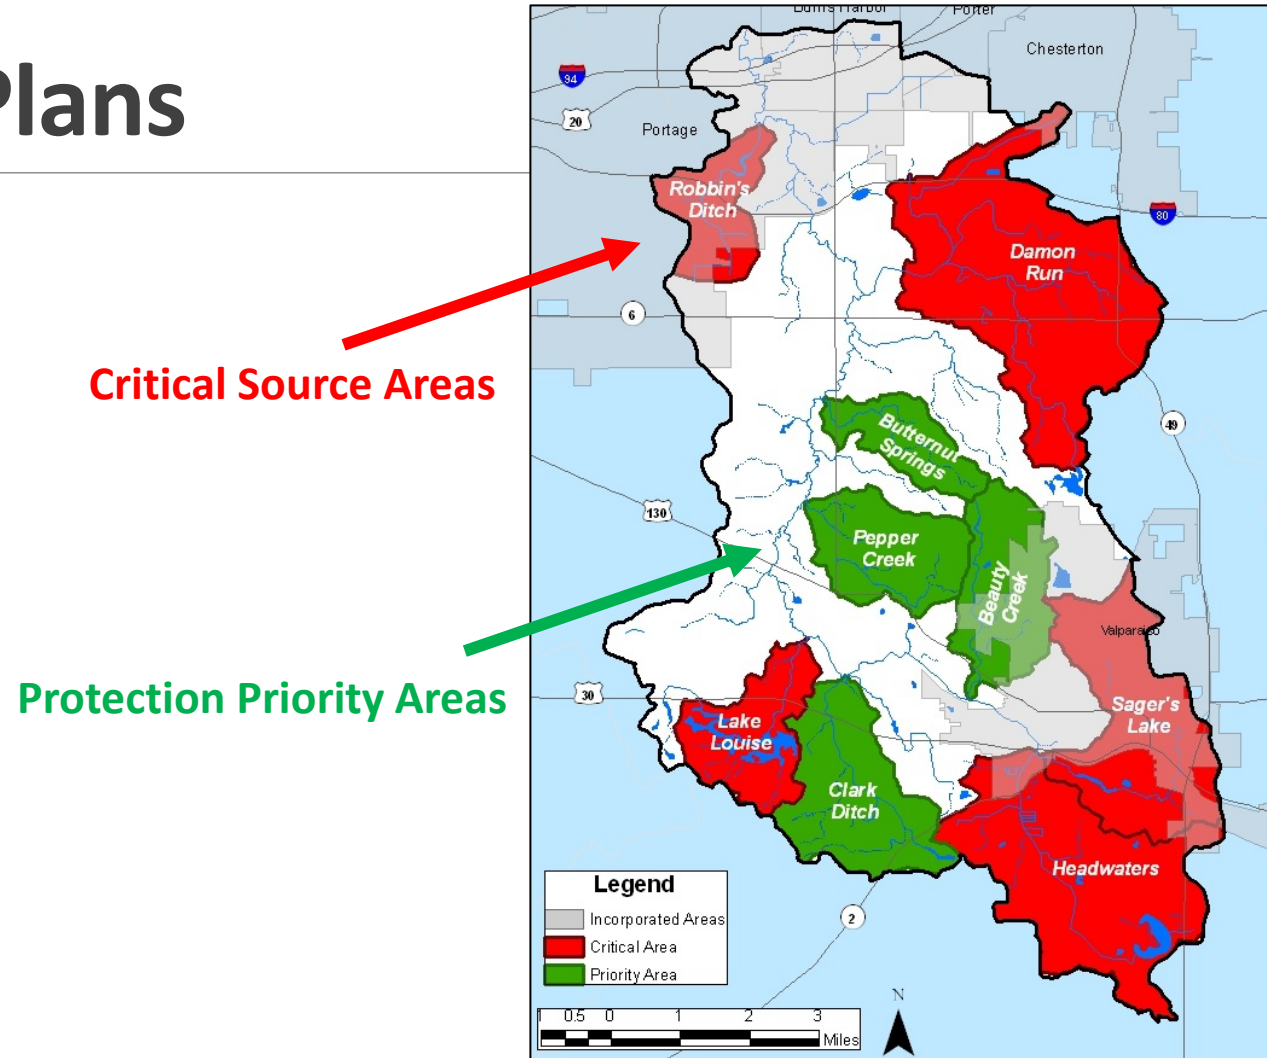 Plans
Critical Source Areas
Protection Priority Areas
Porter
Chesterton
94
20
Portage
Robbin's
Ditch
80
Damon
Run
6
49
Butternut
Springs
130
Pepper
Creek
Beauty
Creek
Valparaiso
30
Lake
Louise
Sager's
Lake
Clark
Ditch
Headwaters
2
Legend
Incorporated Areas
Critical Area
Priority Area
N
1 0.5 0 1 2 3
Miles